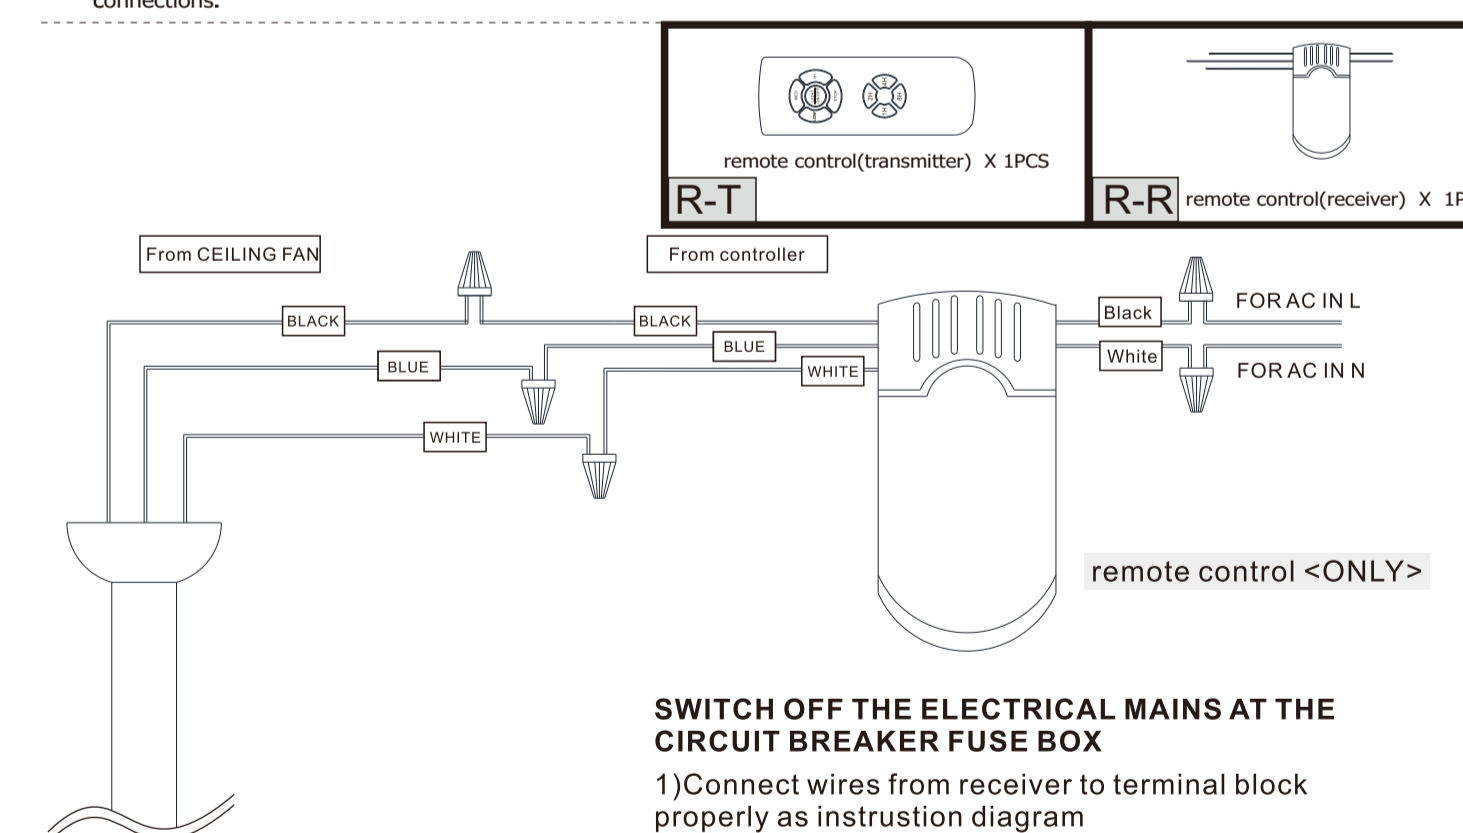 connections.
remote control(transmitter) X 1PCS
R-T
R-R
remote control(receiver) X 1P
From CEILING FAN
From controller
BLACK
BLACK
Black
FOR AC IN L
BLUE
BLUE
White
FOR AC IN N
WHITE
WHITE
remote control <ONLY>
SWITCH OFF THE ELECTRICAL MAINS AT THE
CIRCUIT BREAKER FUSE BOX
1)Connect wires from receiver to terminal block
properly as instrustion diagram